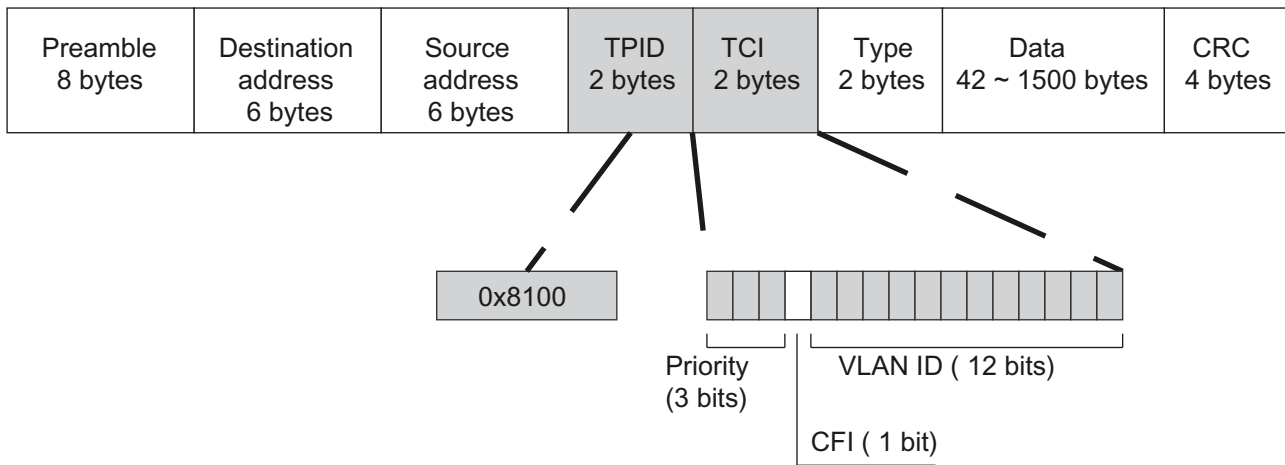 Preamble
8 bytes
Destination
address
6 bytes
Source
address
6 bytes
TPID
2 bytes
TCI
2 bytes
Type
2 bytes
Data
42 ~ 1500 bytes
CRC
4 bytes
0x8100
Priority
(3 bits)
VLAN ID ( 12 bits)
CFI ( 1 bit)